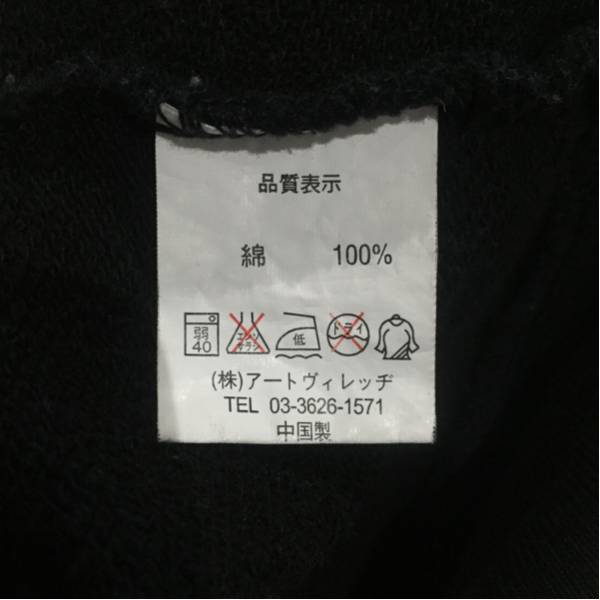 品質表示
綿 100%
弱 40 エンソ サラシ 低 ドライ
(株)アートヴィレッヂ
TEL 03-3626-1571
中国製